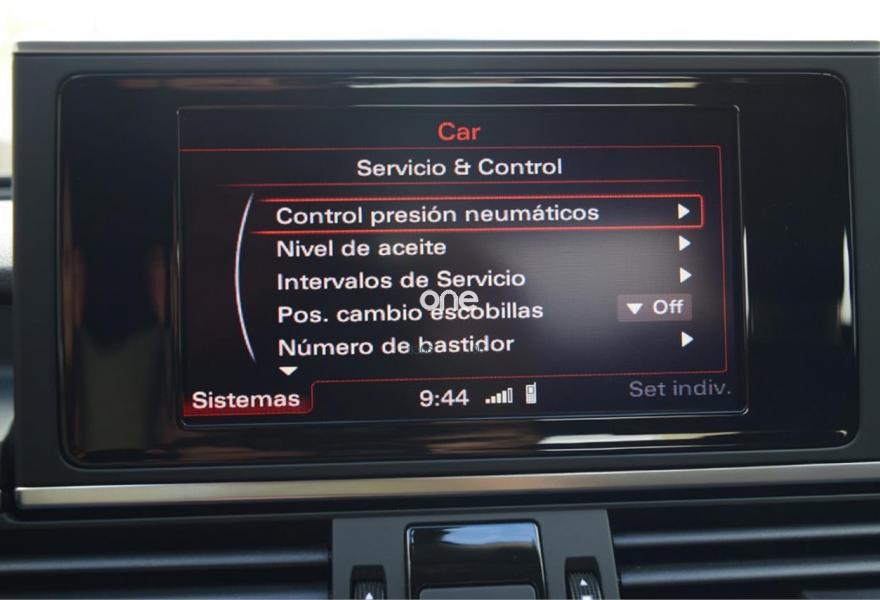 Car
Servicio & Control
Control presión neumáticos
Nivel de aceite
Intervalos de Servicio
one
Pos. cambio escobillas Off
Número de bastidor
Sistemas 9:44 Set indiv.